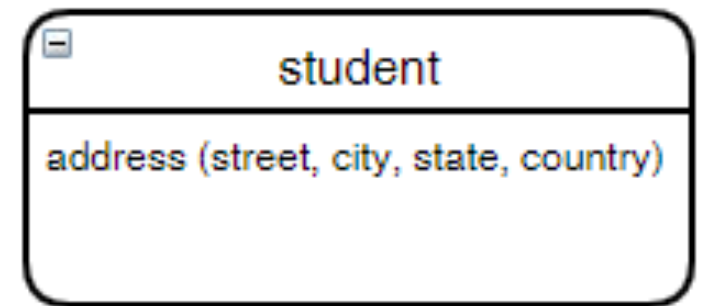 student
address (street, city, state, country)